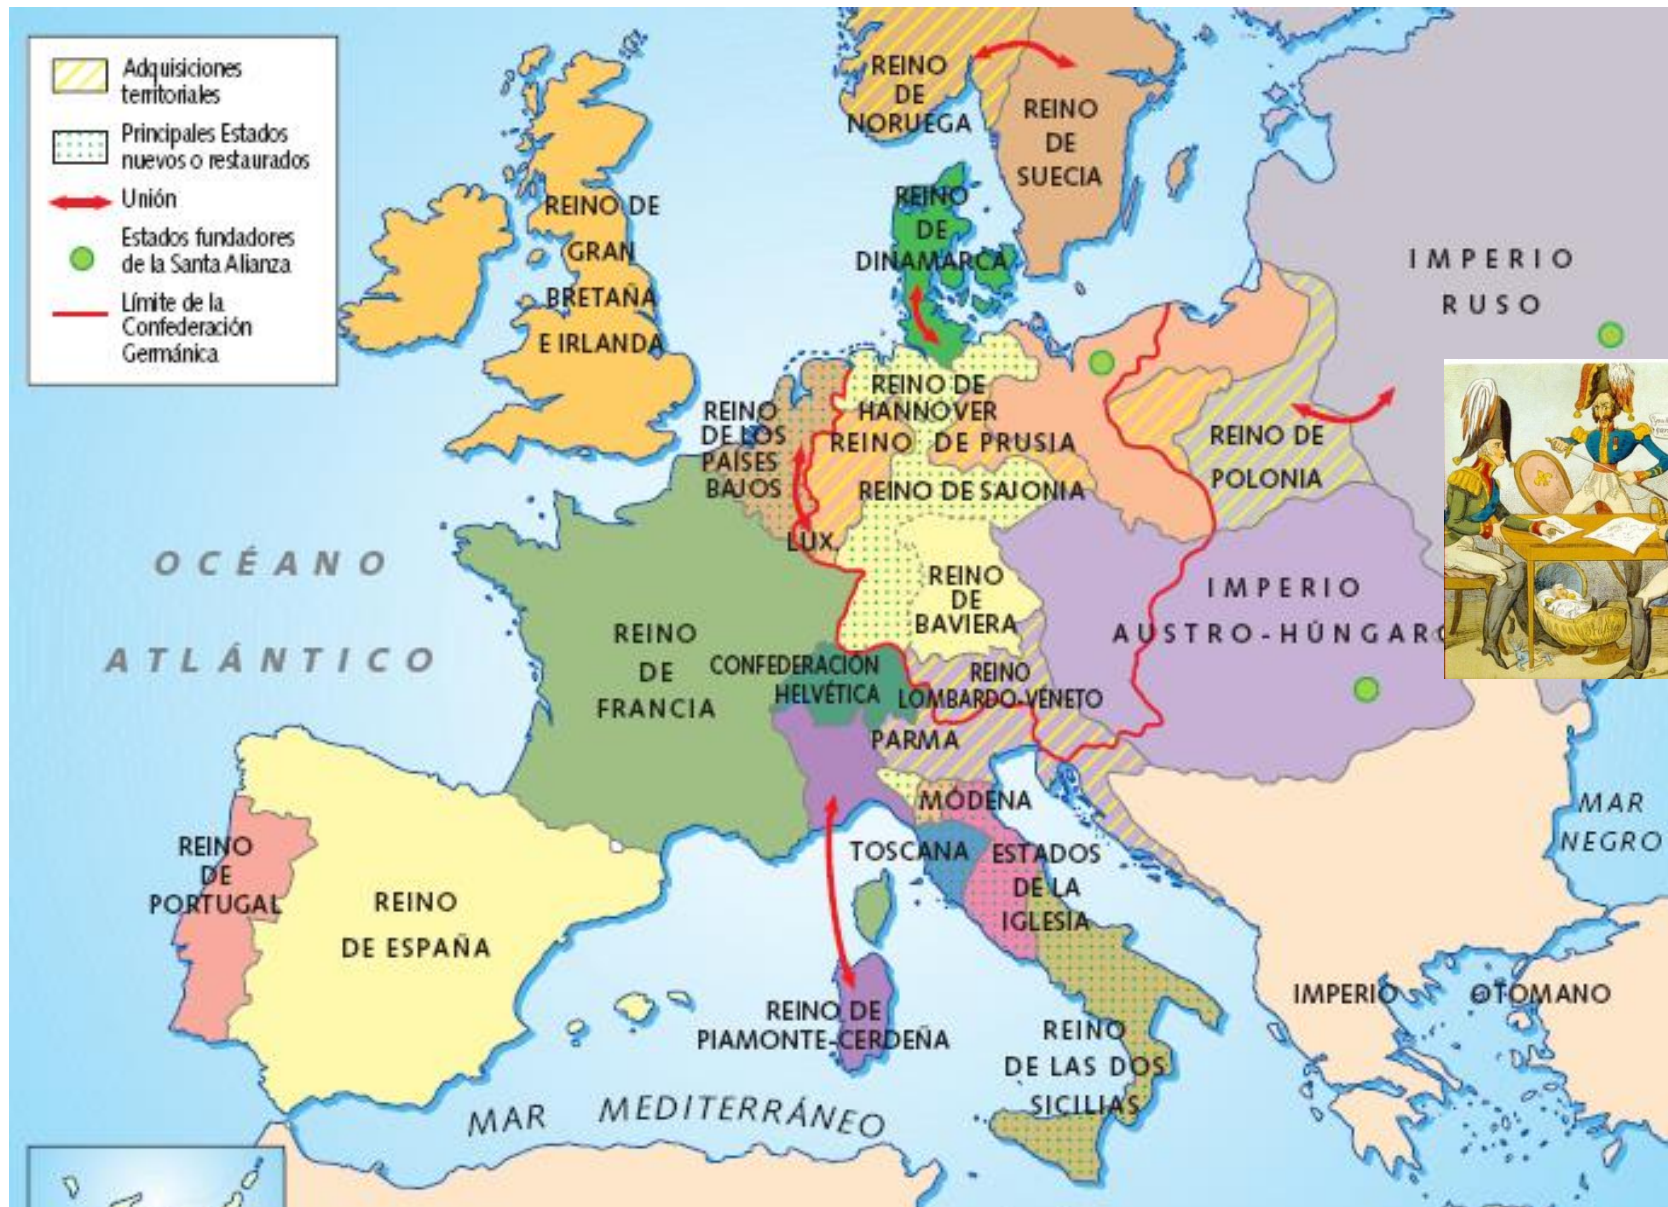 Adquisiciones
territoriales
Principales Estados
nuevos o restaurados
Unión
Estados fundadores
de la Santa Alianza
Límite de la
Confederación
Germánica
REINO
DE
NORUEGA
REINO
DE
SUECIA
REINO
DE
DINAMARCA
REINO DE
GRAN
BRETAÑA
E IRLANDA
IMPERIO
RUSO
REINO
DE LOS
PAÍSES
BAJOS
REINO DE
HANNOVER
REINO DE PRUSIA
REINO DE SAJONIA
REINO DE
POLONIA
LUX.
REINO
DE
BAVIERA
IMPERIO
AUSTRO-HÚNGARO
OCÉANO
ATLÁNTICO
REINO
DE
FRANCIA
CONFEDERACIÓN
HELVÉTICA
REINO
LOMBARDO-VÉNETO
PARMA
MÓDENA
TOSCANA
ESTADOS
DE LA
IGLESIA
MAR
NEGRO
REINO
DE
PORTUGAL
REINO
DE ESPAÑA
REINO DE
PIAMONTE-CERDEÑA
REINO
DE LAS DOS
SICILIAS
IMPERIO OTOMANO
MAR MEDITERRÁNEO